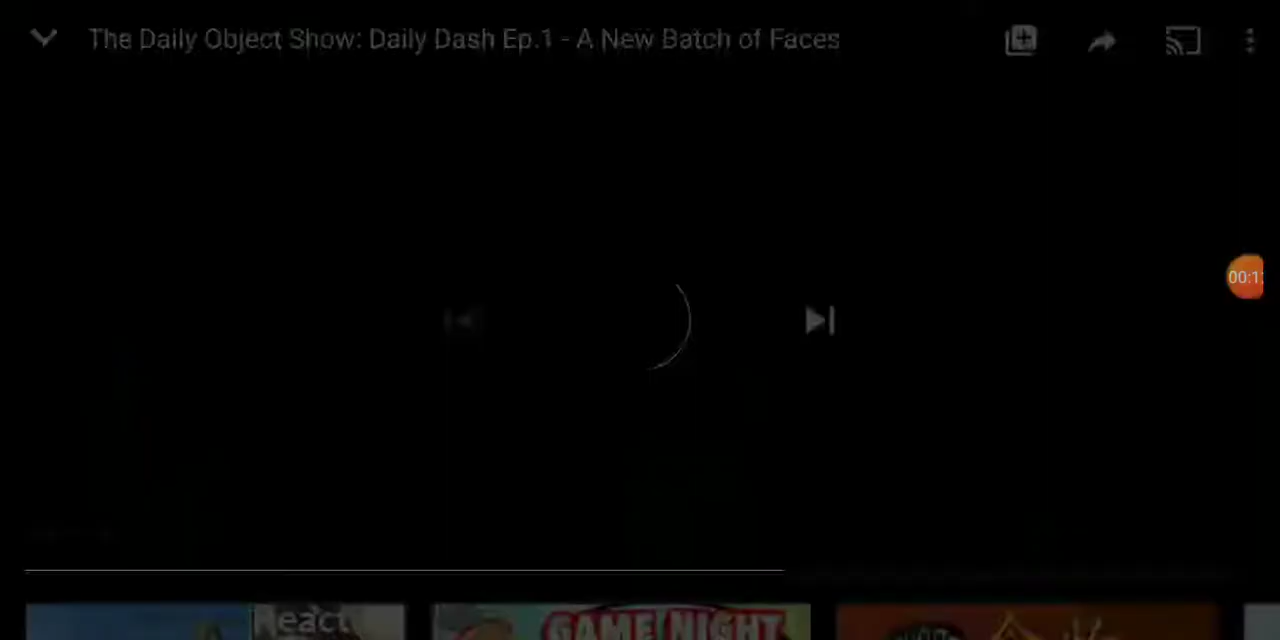 The Daily Object Show: Daily Dash Ep.1 - A New Batch of Faces
React
GAME NIGHT